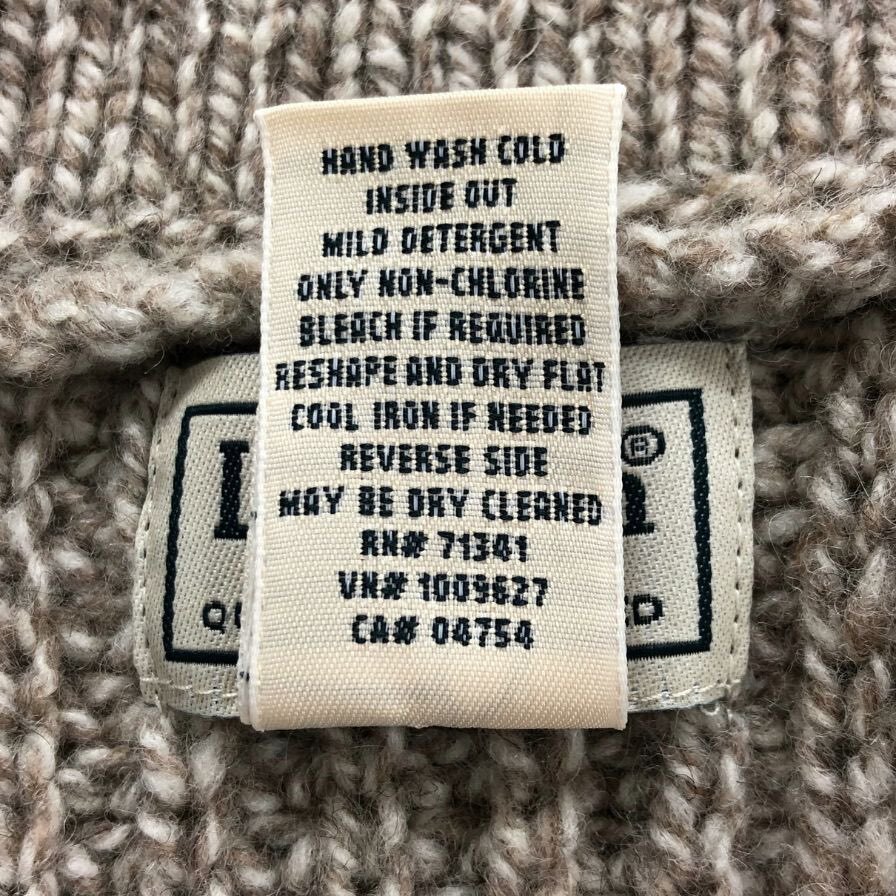 HAND WASH COLD
INSIDE OUT
MILD DETERGENT
ONLY NON-CHLORINE
BLEACH IF REQUIRED
RESHAPE AND DRY FLAT
COOL IRON IF NEEDED
REVERSE SIDE
MAY BE DRY CLEANED
RN# 71341
VN# 1009627
CA# 04754